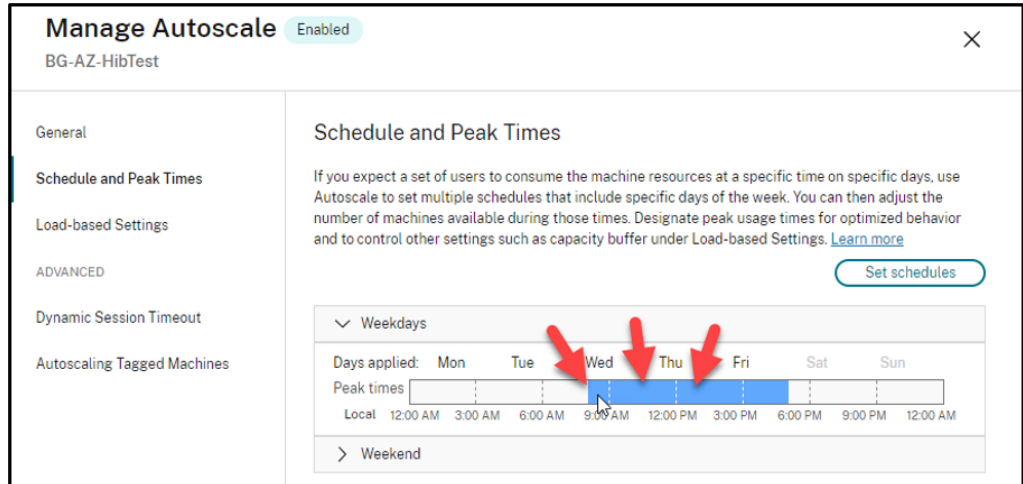 Manage Autoscale Enabled
BG-AZ-HibTest
General
Schedule and Peak Times
Load-based Settings
ADVANCED
Dynamic Session Timeout
Autoscaling Tagged Machines
Schedule and Peak Times
If you expect a set of users to consume the machine resources at a specific time on specific days, use
Autoscale to set multiple schedules that include specific days of the week. You can then adjust the
number of machines available during those times. Designate peak usage times for optimized behavior
and to control other settings such as capacity buffer under Load-based Settings. Learn more
Set schedules
Weekdays
Days applied: Mon Tue Wed Thu Fri Sat Sun
Peak times
Local 12:00 AM 3:00 AM 6:00 AM 9:00 AM 12:00 PM 3:00 PM 6:00 PM 9:00 PM 12:00 AM
Weekend